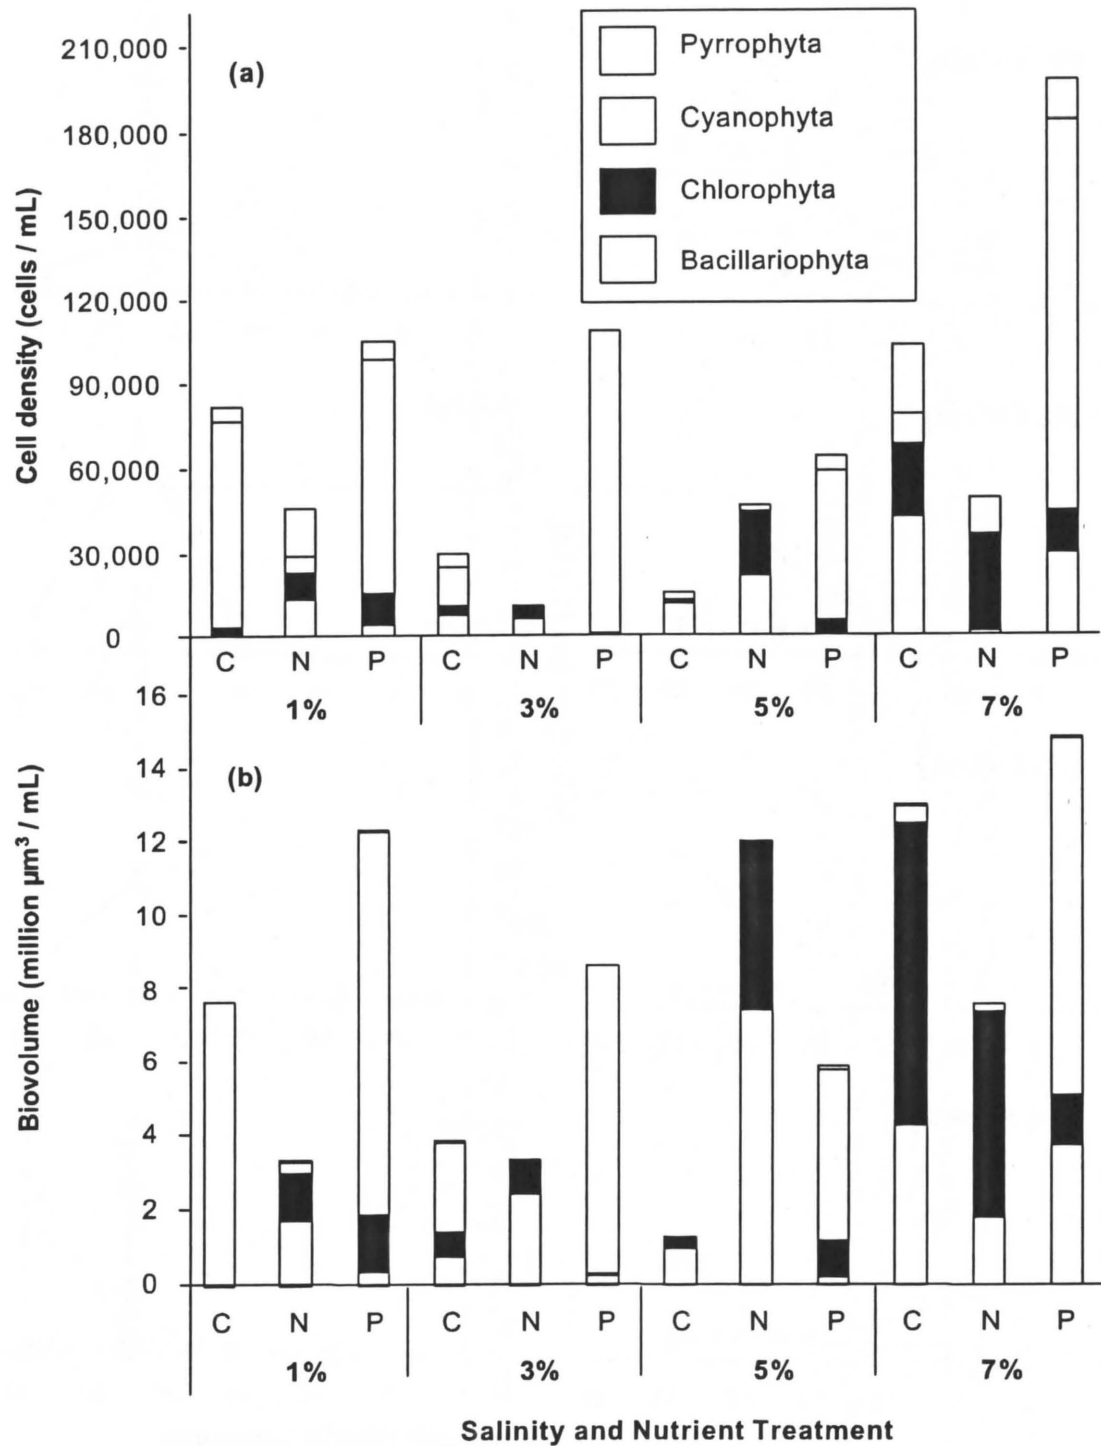 210,000
180,000
150,000
120,000
90,000
60,000
30,000
0
Cell density (cells / mL)
(a)
Pyrrophyta
Cyanophyta
Chlorophyta
Bacillariophyta
C N P C N P C N P C N P
1% 3% 5% 7%
16
14
12
10
8
6
4
2
0
Biovolume (million µm³ / mL)
(b)
C N P C N P C N P C N P
1% 3% 5% 7%
Salinity and Nutrient Treatment